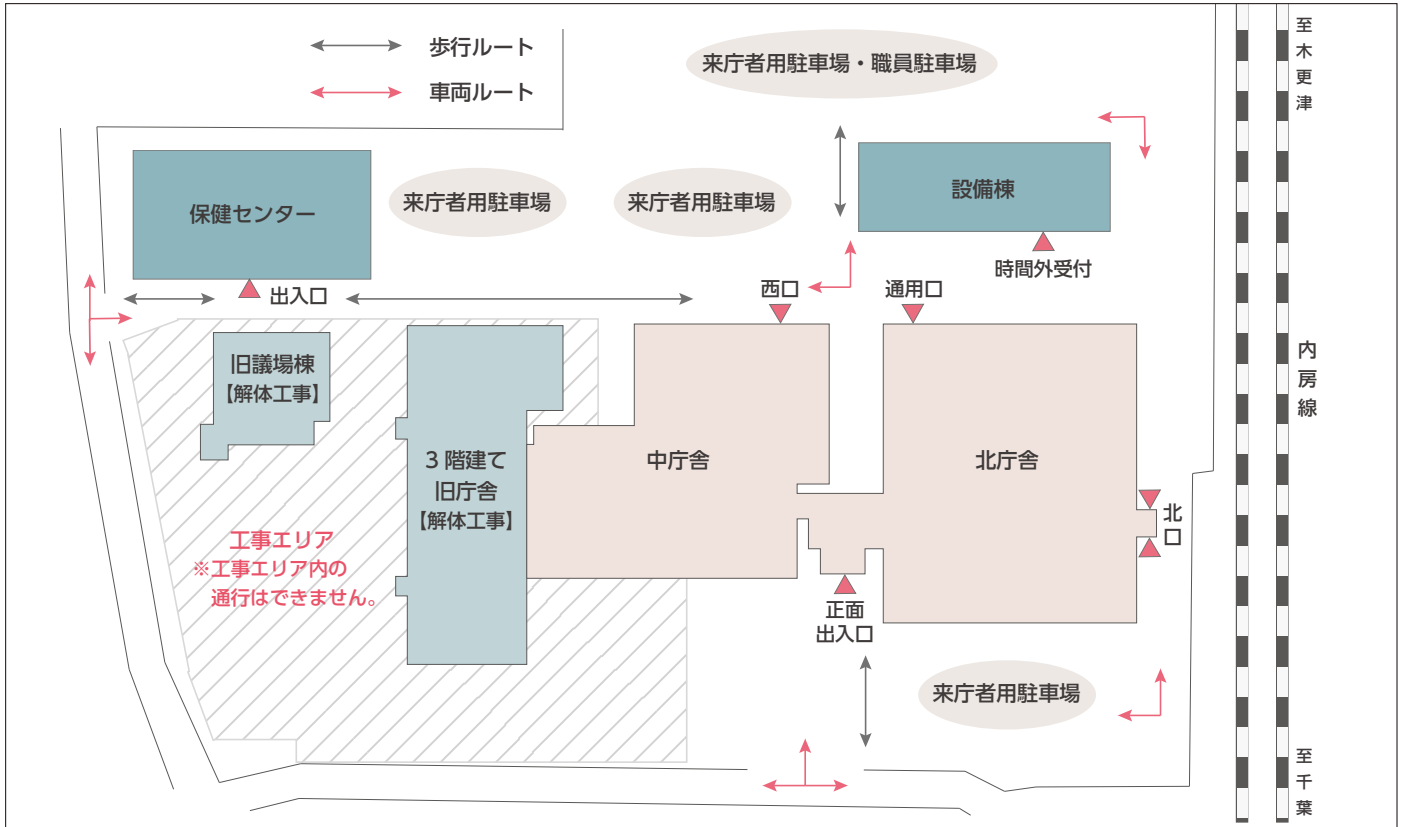 歩行ルート
車両ルート
来庁者用駐車場・職員駐車場
至木更津
保健センター
来庁者用駐車場
来庁者用駐車場
設備棟
時間外受付
出入口
西口
通用口
旧議場棟
【解体工事】
3階建て
旧庁舎
【解体工事】
中庁舎
北庁舎
内房線
北口
工事エリア
※工事エリア内の
通行はできません。
正面
出入口
来庁者用駐車場
至千葉